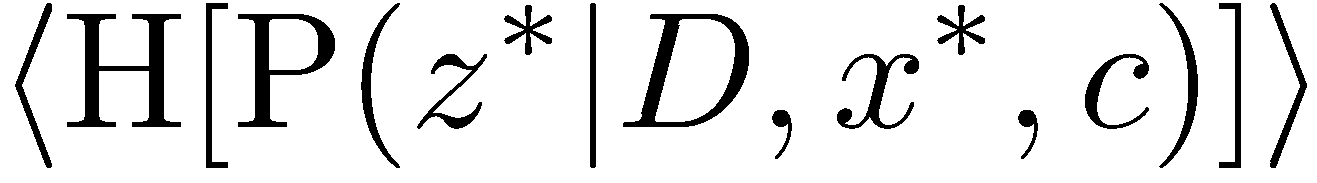 ⟨H[P(z*|D, x*, c)]⟩